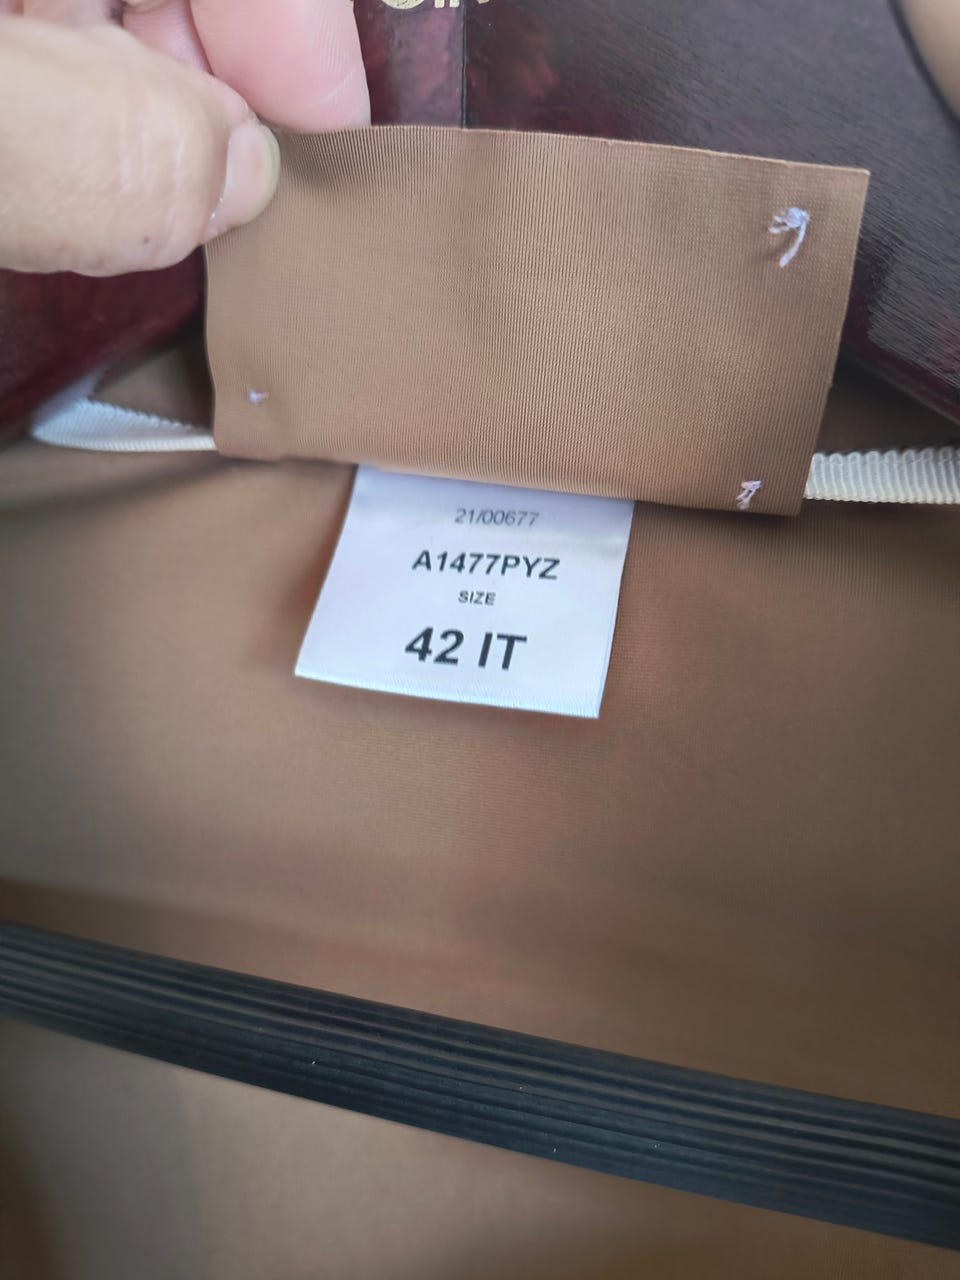 21/00677
A1477PYZ
SIZE
42 IT